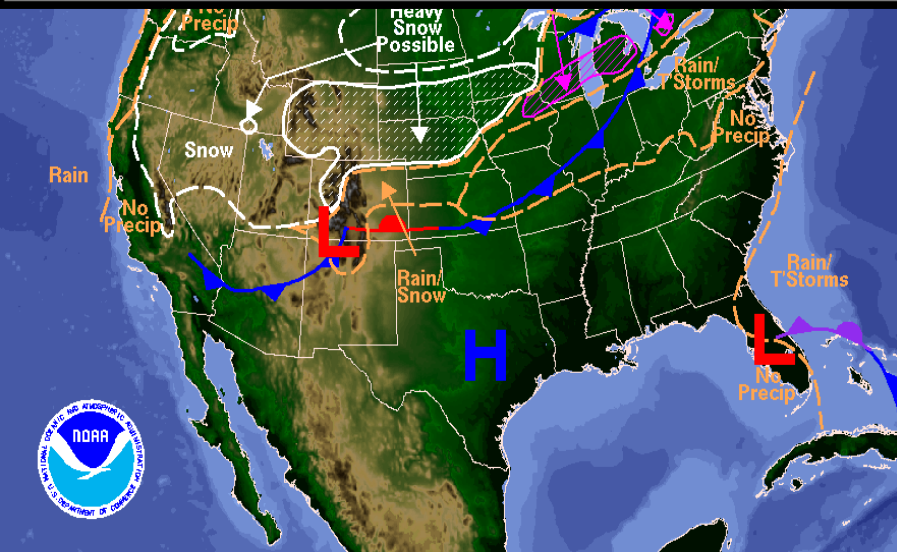 No
Precip
Heavy
Snow
Possible
Rain/
T'Storms
No
Precip
Snow
Rain
No
Precip
L
Rain/
Snow
Rain/
T'Storms
H
L
No
Precip
NOAA
NATIONAL OCEANIC AND ATMOSPHERIC ADMINISTRATION
U.S. DEPARTMENT OF COMMERCE